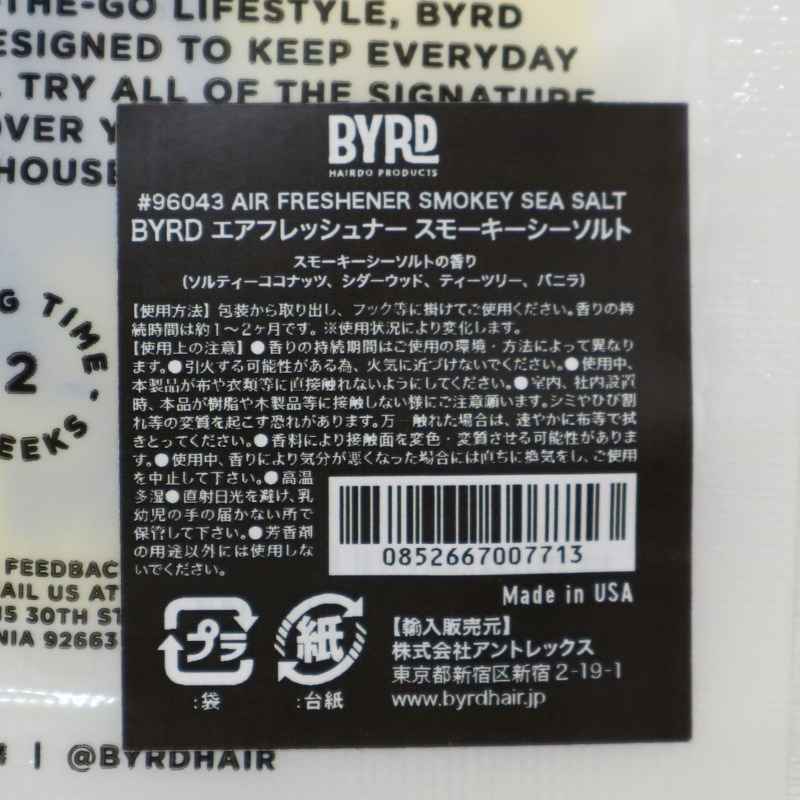 -THE-GO LIFESTYLE, BYRD
ESIGNED TO KEEP EVERYDAY
TRY ALL OF THE SIGNATURE
OVER
HOUSE
BYRD
HAIRDO PRODUCTS
#96043 AIR FRESHENER SMOKEY SEA SALT
BYRD エアフレッシュナー スモーキーシーソルト
スモーキーシーソルトの香り
(ソルティーココナッツ、シダーウッド、ティーツリー、バニラ)
【使用方法】包装から取り出し、フック等に掛けてご使用ください。香りの持
続時間は約1〜2ヶ月です。※使用状況により変化します。
【使用上の注意】●香りの持続期間はご使用の環境・方法によって異なり
ます。●引火する可能性がある為、火気に近づけないでください。●使用中、
本製品が布や衣類等に直接触れないようにしてください。●室内、社内設置
時、本品が樹脂や木製品等に接触しない様にご注意願います。シミやひび割
れ等の変質を起こす恐れがあります。万一触れた場合は、速やかに布等で拭
きとってください。●香料により接触面を変色・変質させる可能性がありま
す。●使用中、香りにより気分が悪くなった場合には直ちに換気をし、ご使用
を中止して下さい。●高温
多湿●直射日光を避け、乳
幼児の手の届かない所で
保管して下さい。●芳香剤
の用途以外には使用しな
いでください。
0852667007713
Made in USA
プラ
:袋
紙
:台紙
【輸入販売元】
株式会社アントレックス
東京都新宿区新宿2-19-1
www.byrdhair.jp
G TIME
2
EEKS
FEEDBAC
AIL US AT
15 30TH ST
NIA 92663
| @BYRDHAIR